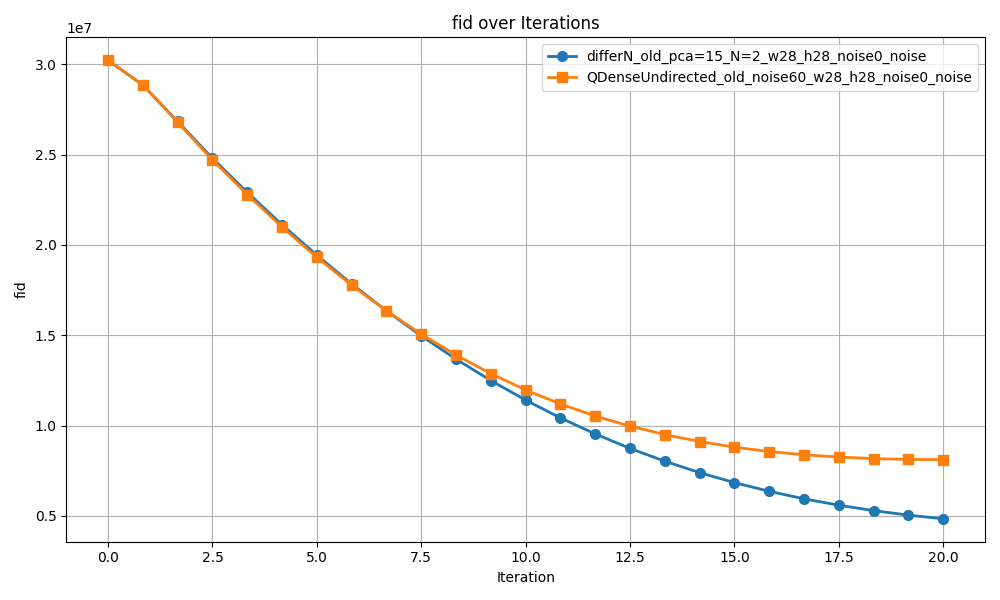 fid over Iterations
1e7
differN_old_pca=15_N=2_w28_h28_noise0_noise
QDenseUndirected_old_noise60_w28_h28_noise0_noise
3.0
2.5
2.0
1.5
1.0
0.5
fid
0.0 2.5 5.0 7.5 10.0 12.5 15.0 17.5 20.0
Iteration